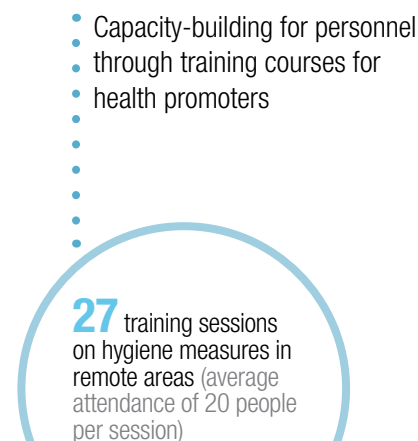 Capacity-building for personnel
through training courses for
health promoters
27 training sessions
on hygiene measures in
remote areas (average
attendance of 20 people
per session)